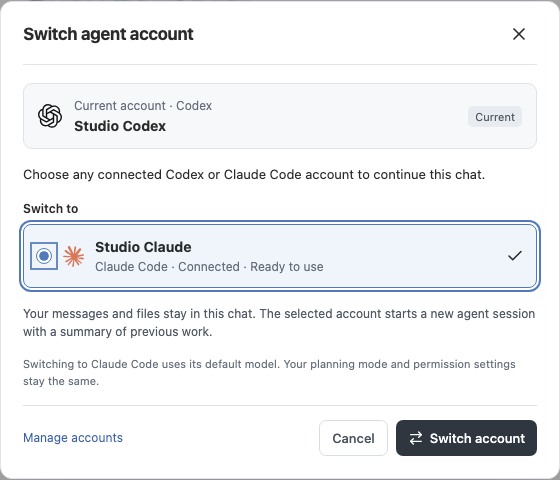 Switch agent account
Current account · Codex
Studio Codex
Current
Choose any connected Codex or Claude Code account to continue this chat.
Switch to
Studio Claude
Claude Code · Connected · Ready to use
Your messages and files stay in this chat. The selected account starts a new agent session
with a summary of previous work.
Switching to Claude Code uses its default model. Your planning mode and permission settings
stay the same.
Manage accounts
Cancel
Switch account